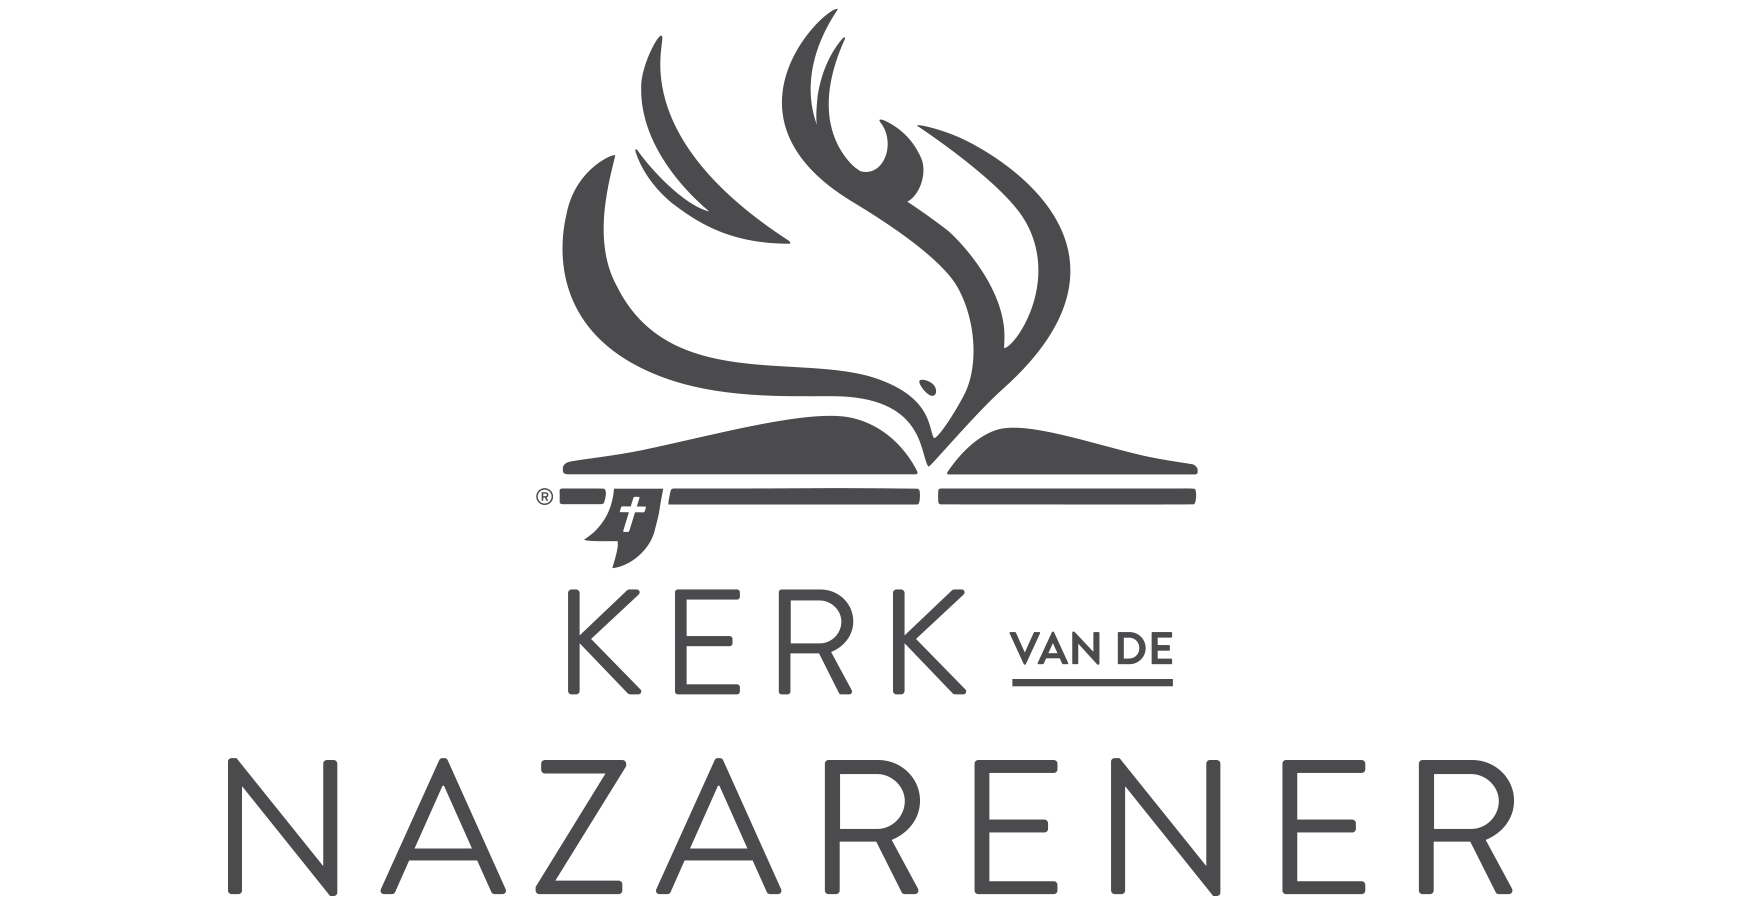 ®
KERK VAN DE
NAZARENER